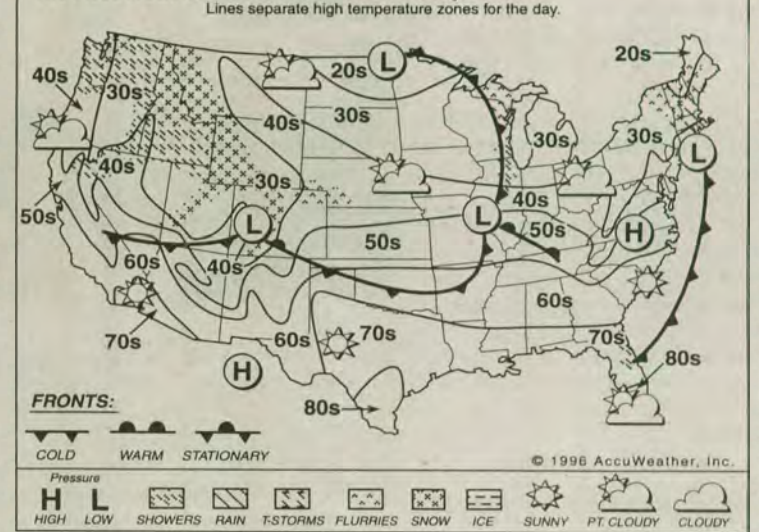 Lines separate high temperature zones for the day.
L
20s
20s
40s
30s
30s
40s
30s
30s
L
40s
30s
40s
50s
L
L
50s
50s
H
60s
40s
60s
70s
60s
70s
70s
H
80s
80s
FRONTS:
COLD WARM STATIONARY
© 1996 AccuWeather, Inc.
Pressure
H L
HIGH LOW SHOWERS RAIN T-STORMS FLURRIES SNOW ICE SUNNY PT. CLOUDY CLOUDY